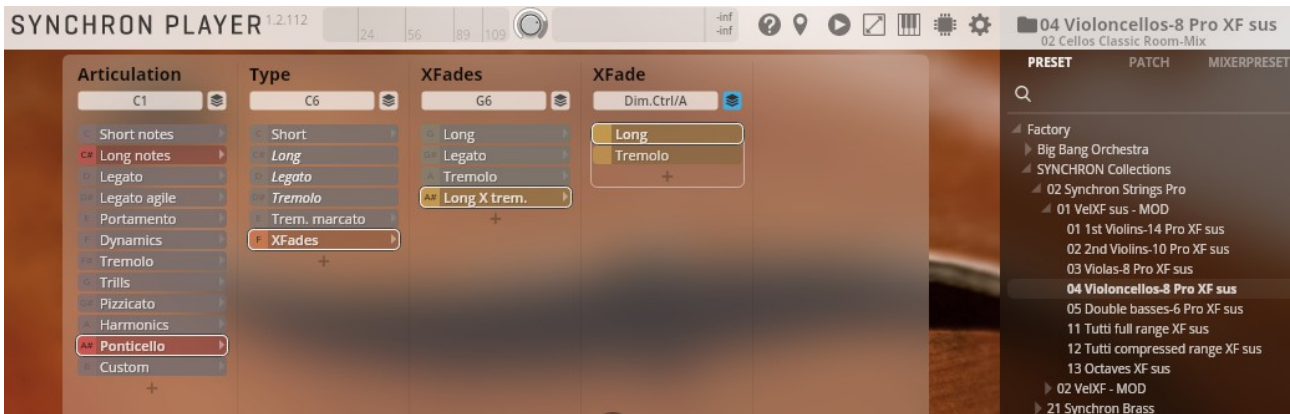 SYNCHRON PLAYER 1.2.112
24 56 89 109
-inf
-inf
04 Violoncellos-8 Pro XF sus
02 Cellos Classic Room-Mix
PRESET PATCH MIXERPRESET
Articulation
C1
C Short notes
C# Long notes
D Legato
D# Legato agile
E Portamento
F Dynamics
F# Tremolo
G Trills
G# Pizzicato
A Harmonics
A# Ponticello
B Custom
+
Type
C6
C Short
C# Long
D Legato
D# Tremolo
E Trem. marcato
F XFades
+
XFades
G6
G Long
G# Legato
A Tremolo
A# Long X trem.
+
XFade
Dim.Ctrl/A
Long
Tremolo
+
Factory
Big Bang Orchestra
SYNCHRON Collections
02 Synchron Strings Pro
01 VelXF sus - MOD
01 1st Violins-14 Pro XF sus
02 2nd Violins-10 Pro XF sus
03 Violas-8 Pro XF sus
04 Violoncellos-8 Pro XF sus
05 Double basses-6 Pro XF sus
11 Tutti full range XF sus
12 Tutti compressed range XF sus
13 Octaves XF sus
02 VelXF - MOD
21 Synchron Brass